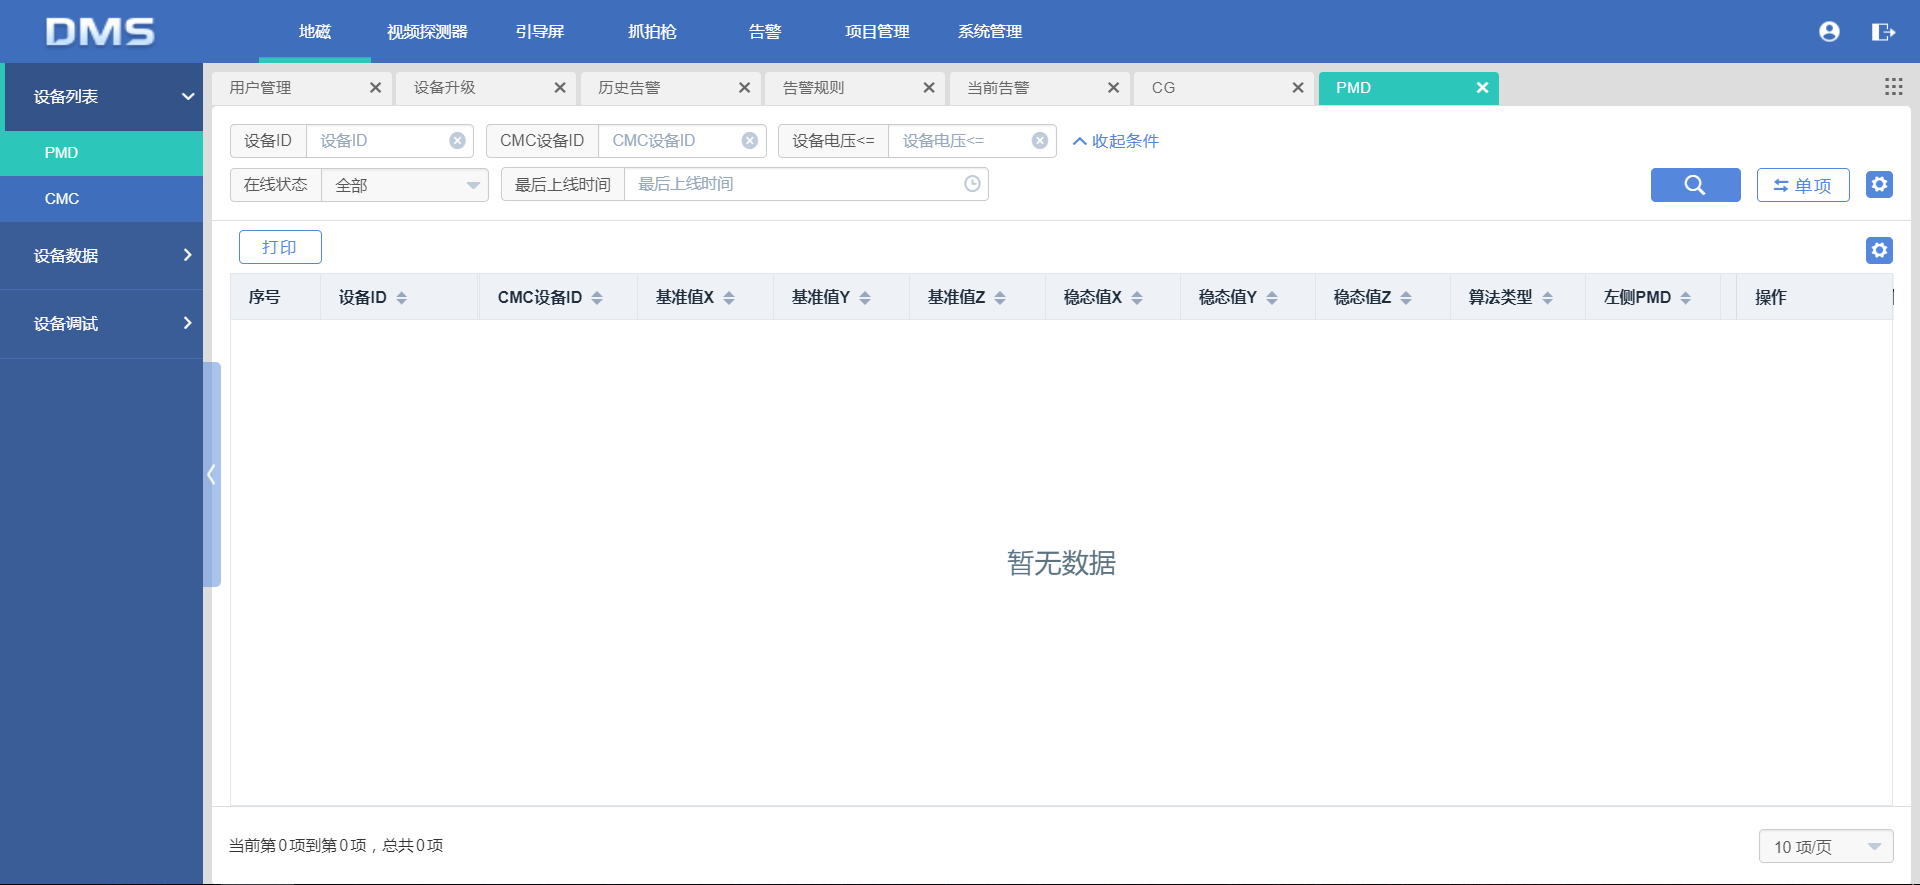 DMS
地磁 视频探测器 引导屏 抓拍枪 告警 项目管理 系统管理
设备列表
PMD
CMC
设备数据
设备调试
用户管理 设备升级 历史告警 告警规则 当前告警 CG PMD
设备ID 设备ID CMC设备ID CMC设备ID 设备电压<= 设备电压<= 收起条件
在线状态 全部 最后上线时间 最后上线时间 单项
打印
序号 设备ID CMC设备ID 基准值X 基准值Y 基准值Z 稳态值X 稳态值Y 稳态值Z 算法类型 左侧PMD 操作
暂无数据
当前第0项到第0项，总共0项 10 项/页